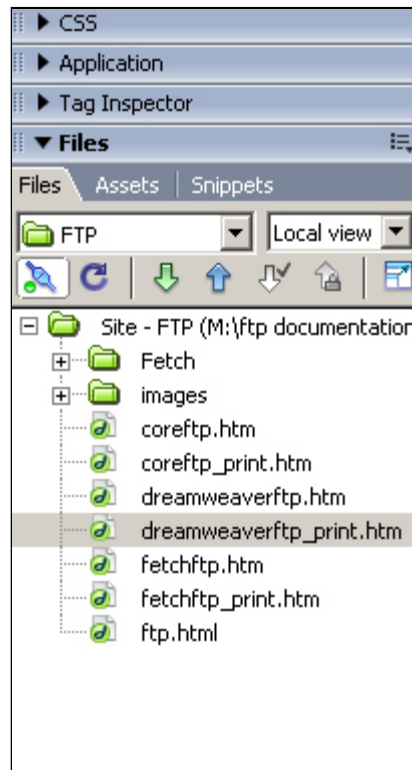 CSS
Application
Tag Inspector
Files
Files Assets Snippets
FTP Local view
Site - FTP (M:\ftp documentation
Fetch
images
coreftp.htm
coreftp_print.htm
dreamweaverftp.htm
dreamweaverftp_print.htm
fetchftp.htm
fetchftp_print.htm
ftp.html